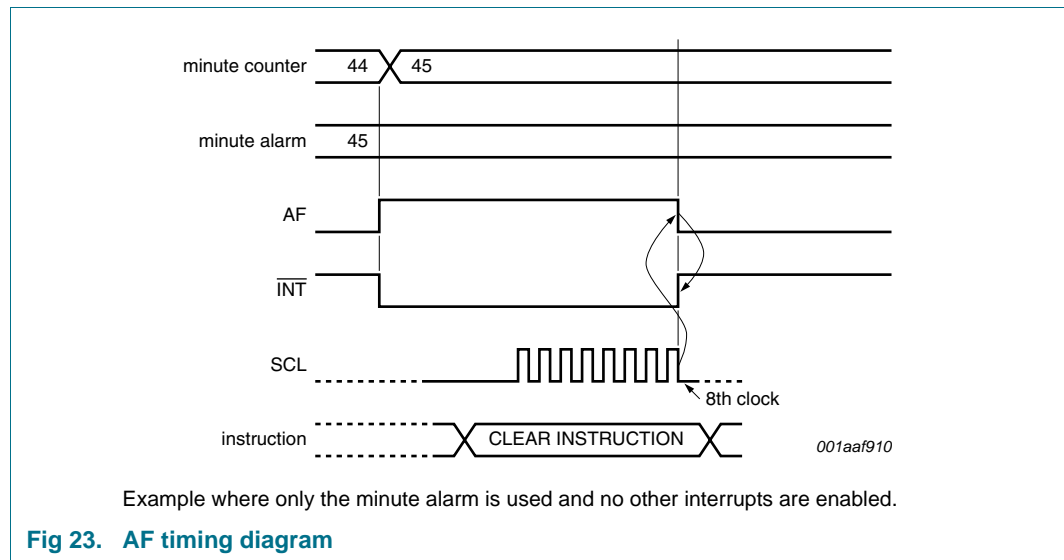 minute counter 44 45
minute alarm 45
AF
INT
SCL
8th clock
instruction CLEAR INSTRUCTION
001aaf910
Example where only the minute alarm is used and no other interrupts are enabled.
Fig 23. AF timing diagram